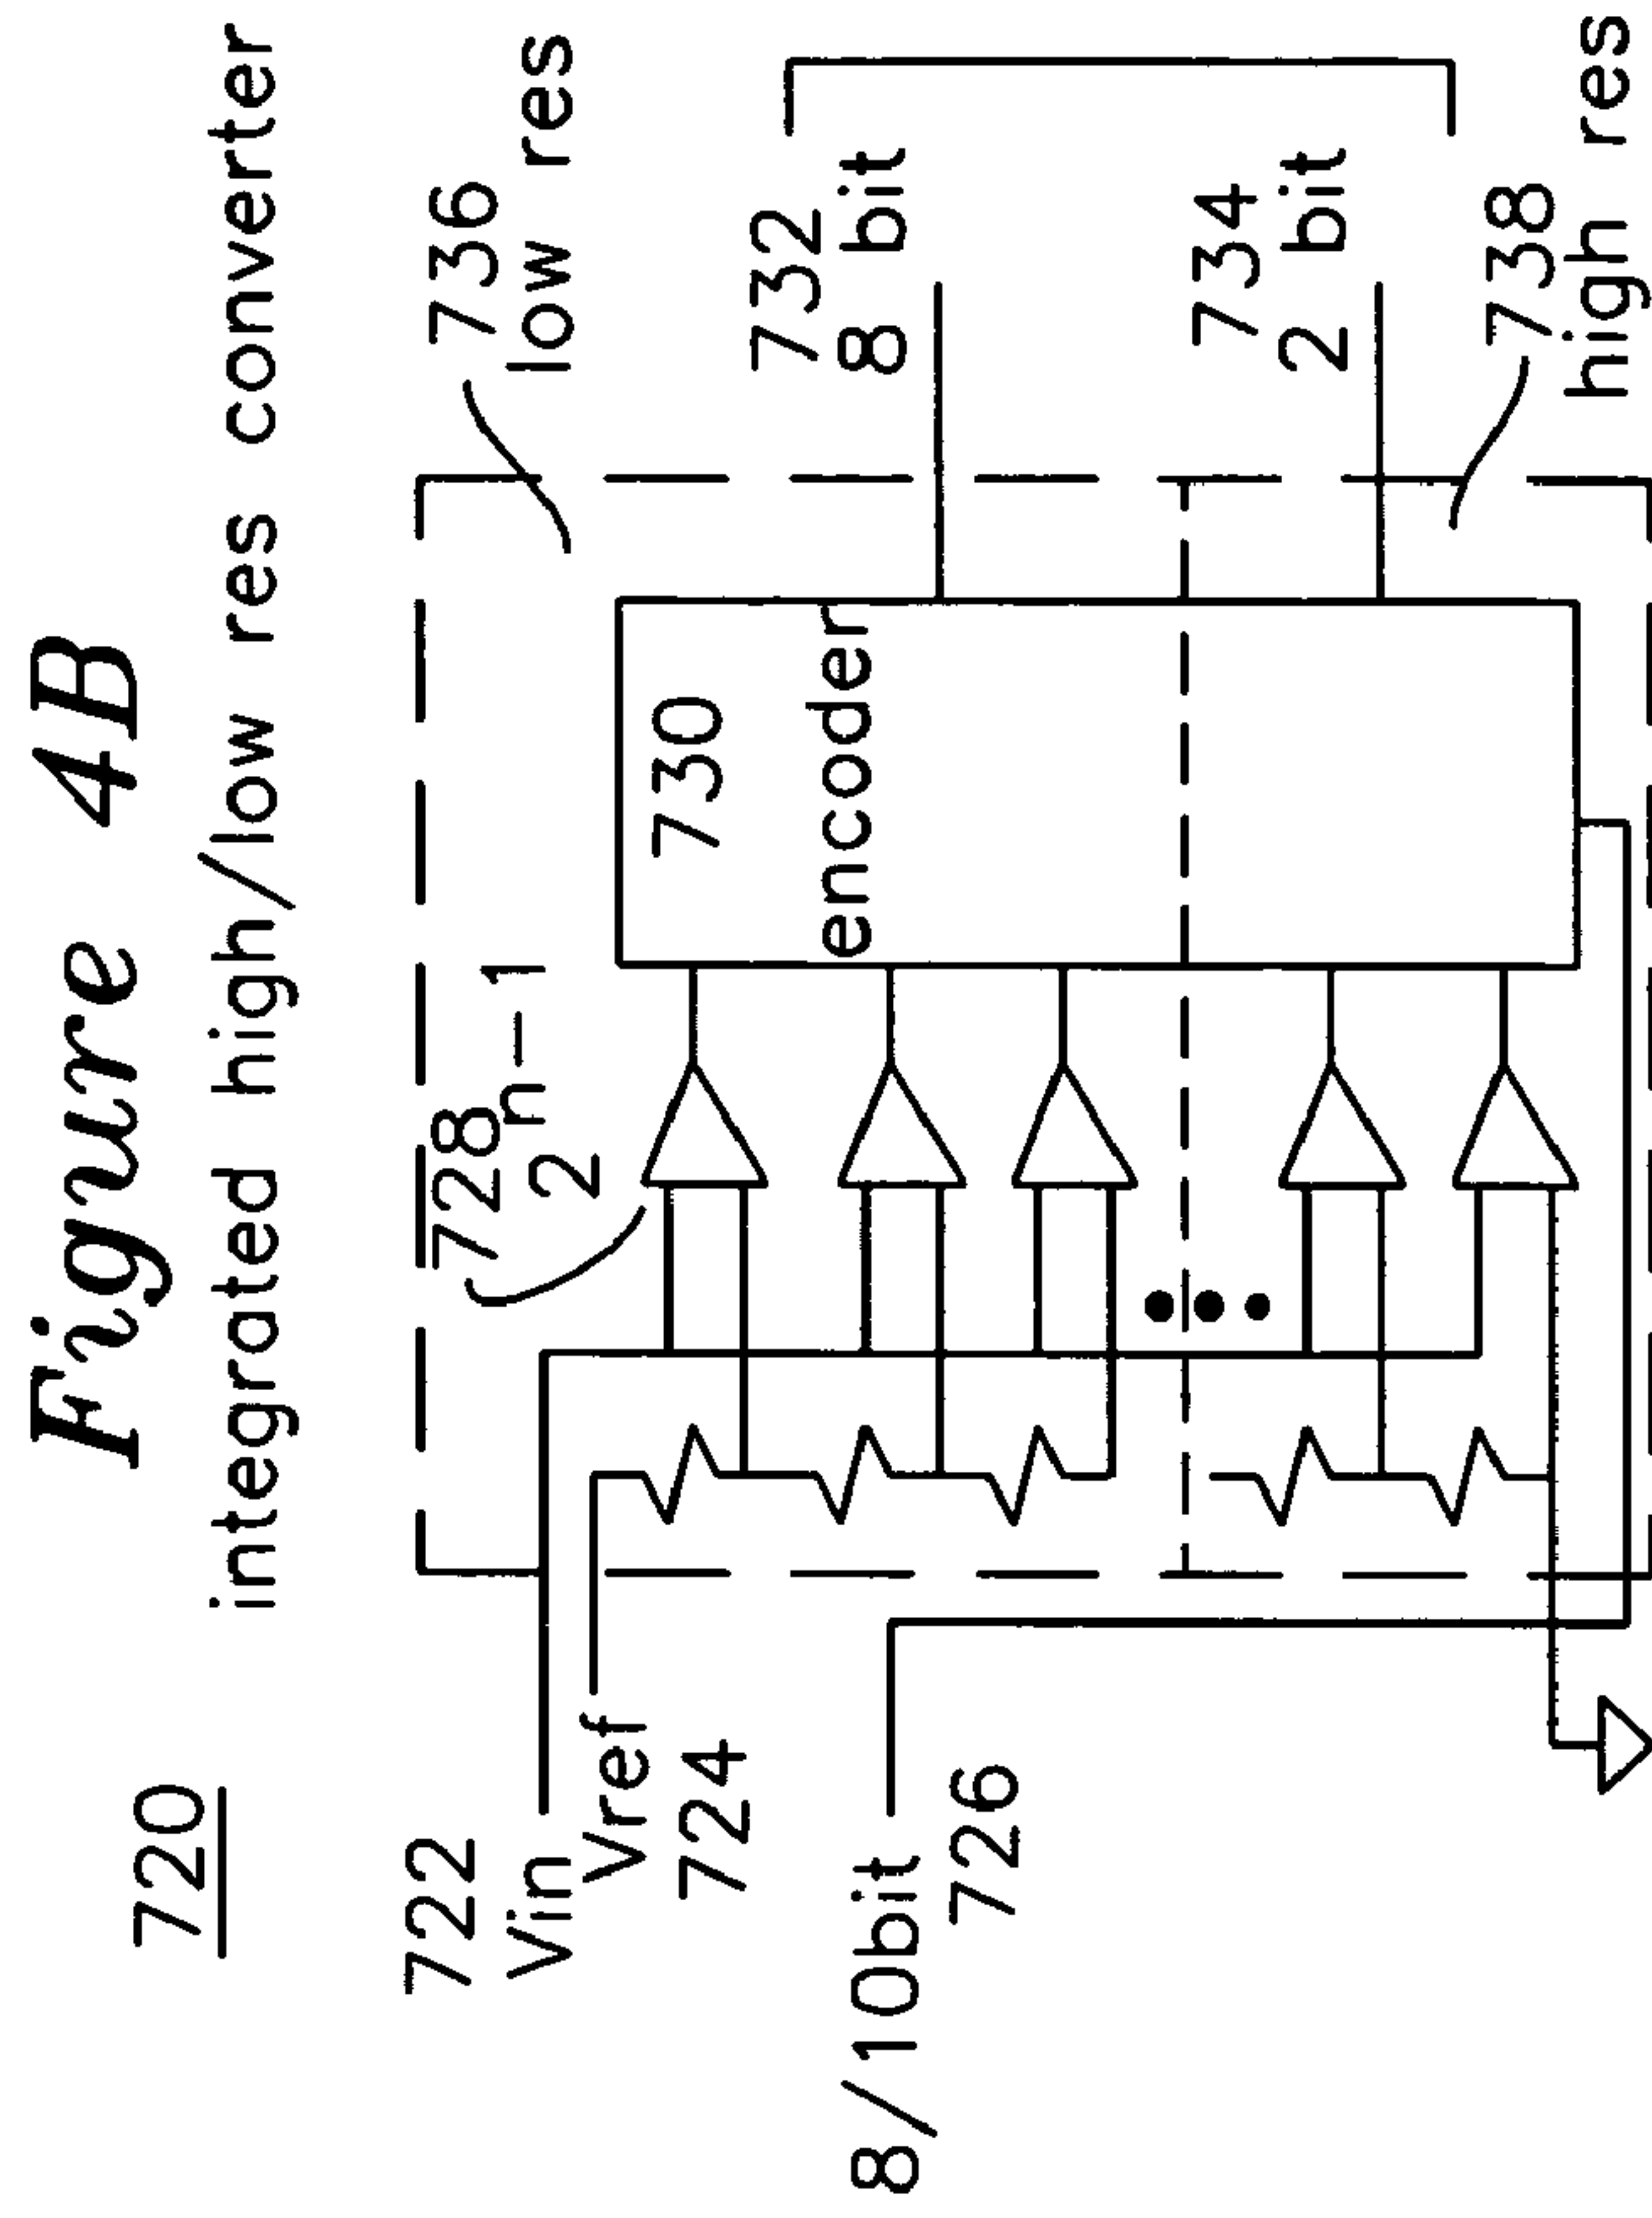 Figure 4B
integrated high/low res converter
720
722
Vin
Vref
724
8/10bit
726
728
n-1
2
730
encoder
736
low res
732
8 bit
734
2 bit
738
high res